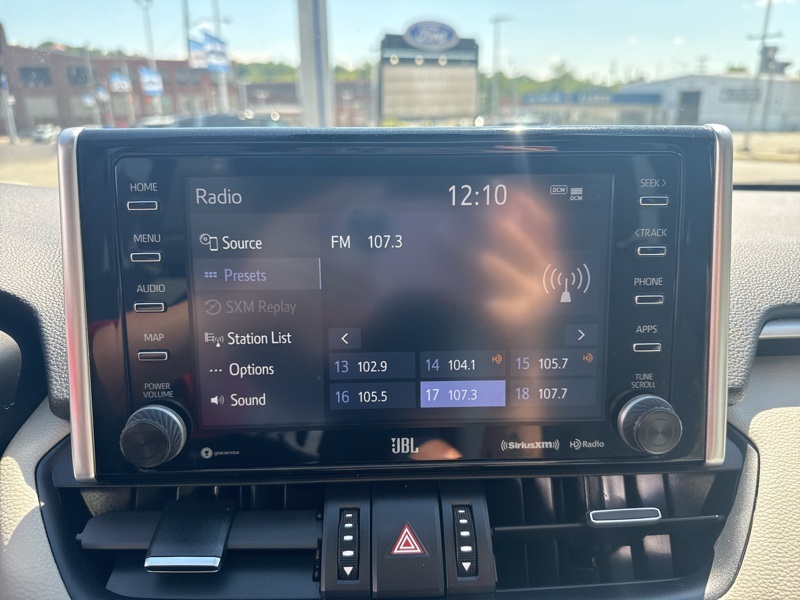 Ford
HOME
MENU
AUDIO
MAP
POWER
VOLUME
Radio
12:10
DCM
DCM
Source
Presets
SXM Replay
Station List
Options
Sound
FM 107.3
<
>
13 102.9
14 104.1
15 105.7
16 105.5
17 107.3
18 107.7
SEEK >
< TRACK
PHONE
APPS
TUNE
SCROLL
gracenote
JBL
((SiriusXM))
HD Radio